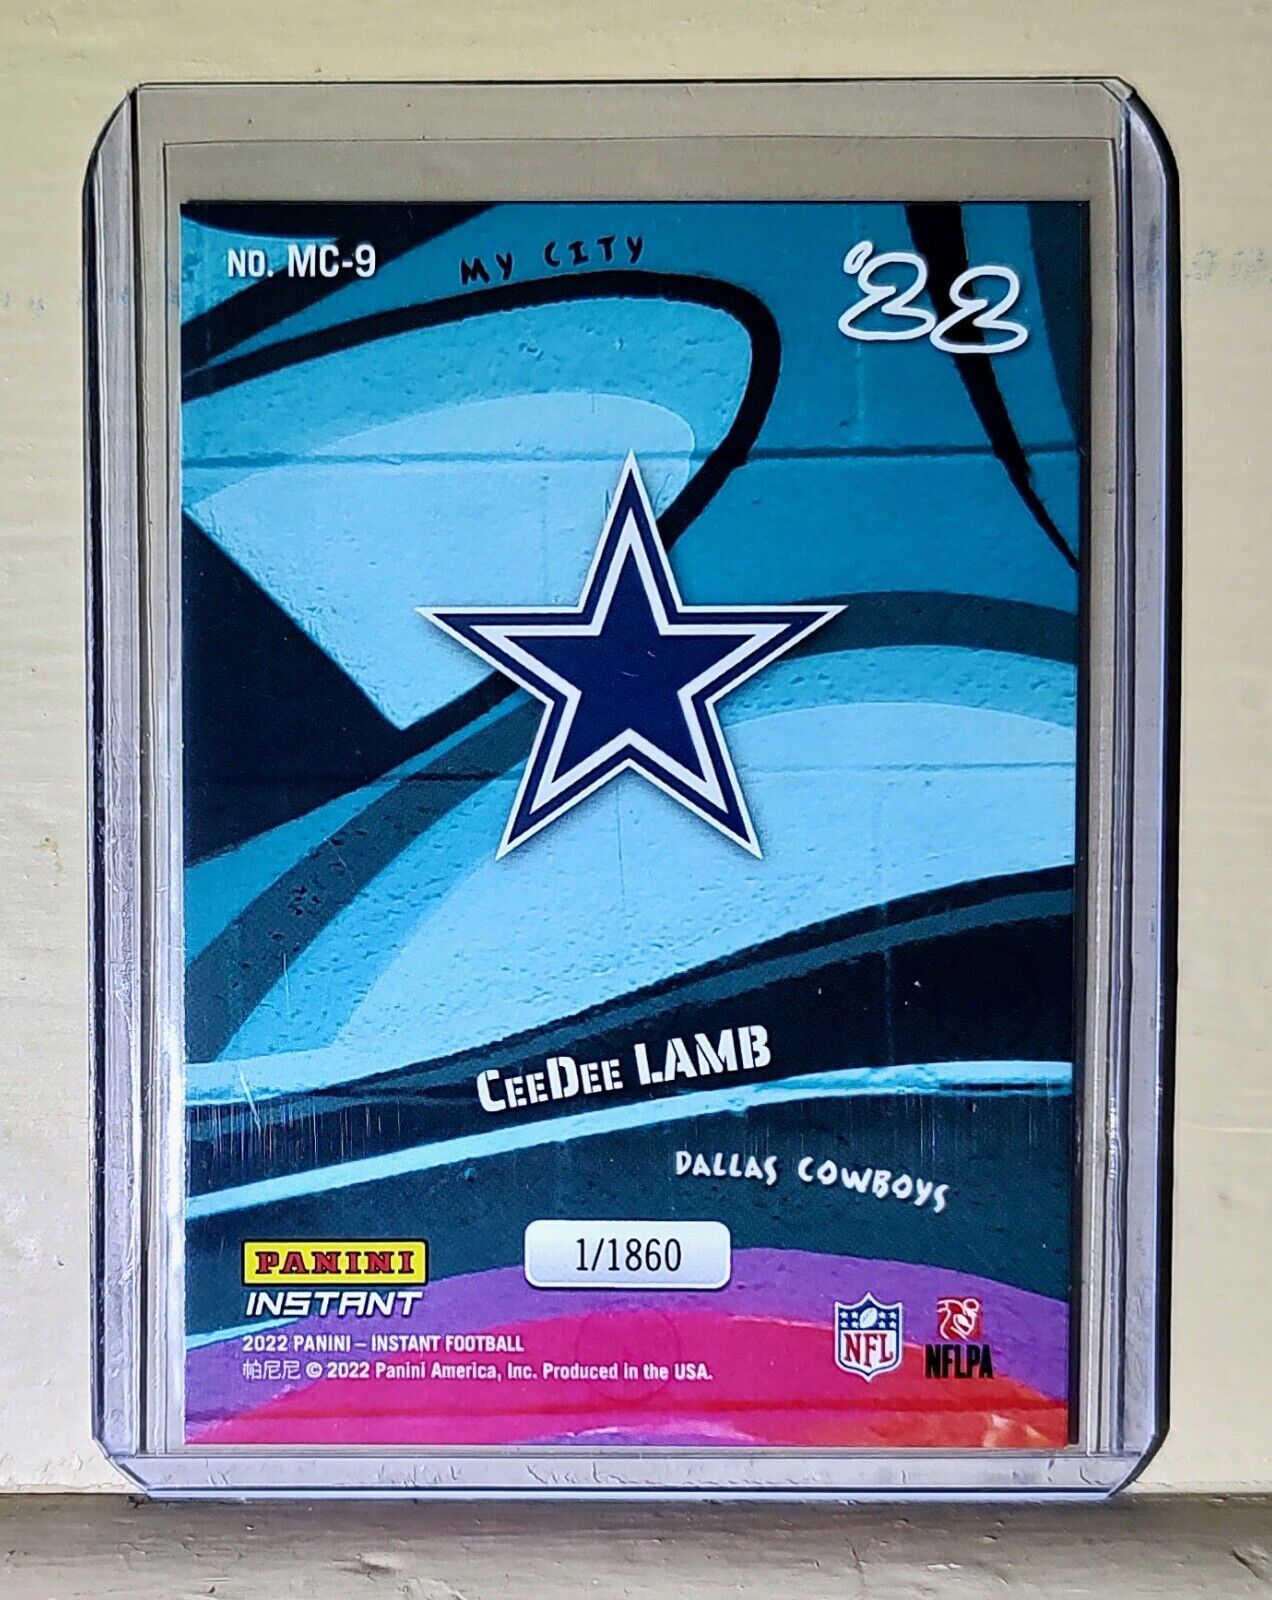 NO. MC-9
MY CITY
'22
CeeDee LAMB
DALLAS COWBOYS
1/1860
PANINI
INSTANT
2022 PANINI – INSTANT FOOTBALL
帕尼尼 © 2022 Panini America, Inc. Produced in the USA.
NFL
NFLPA